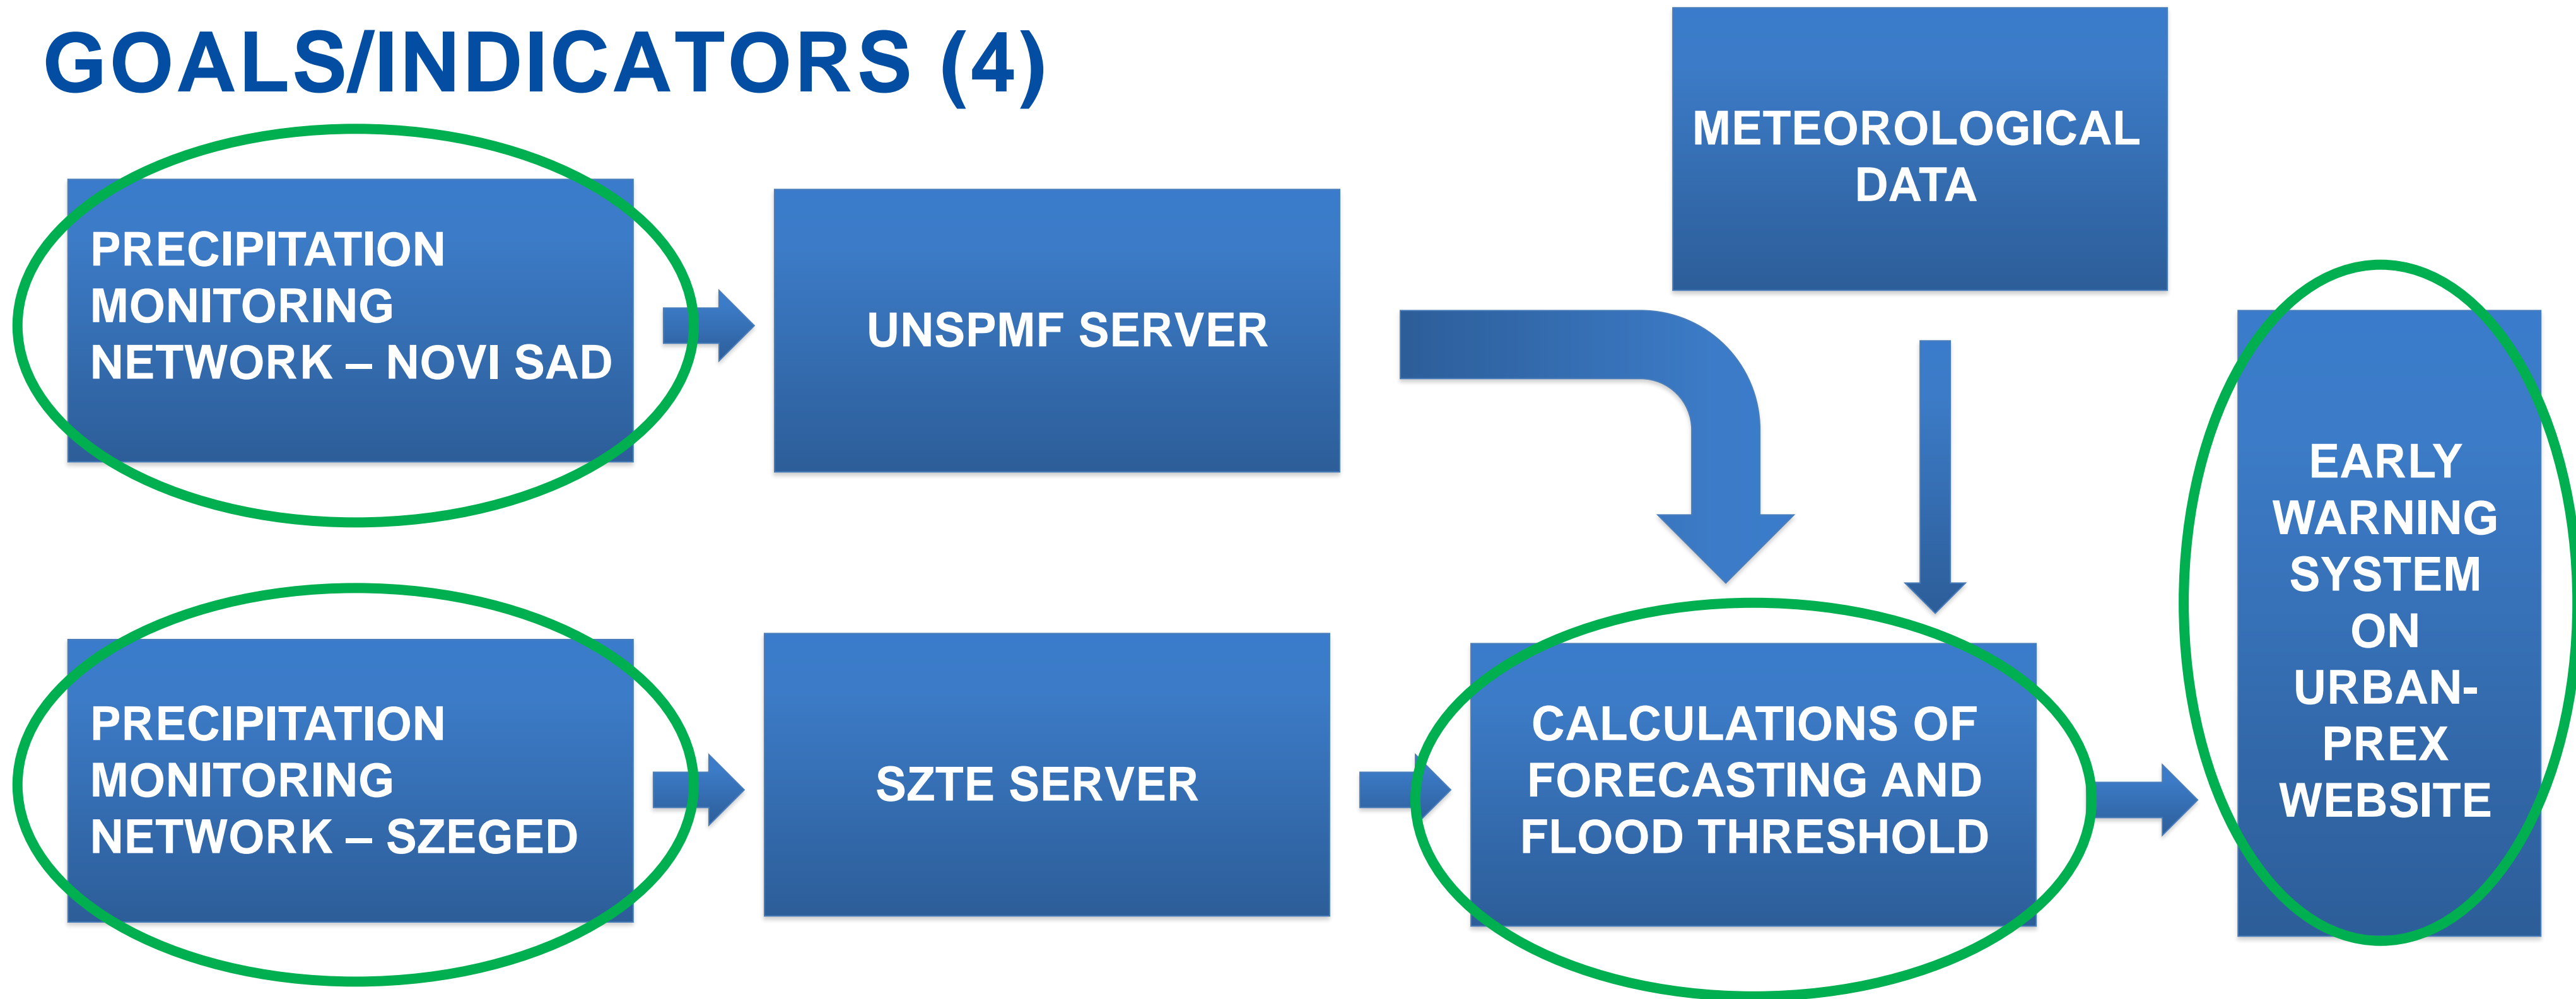 GOALS/INDICATORS (4)
METEOROLOGICAL
DATA
PRECIPITATION
MONITORING
NETWORK – NOVI SAD
UNSPMF SERVER
PRECIPITATION
MONITORING
NETWORK – SZEGED
SZTE SERVER
CALCULATIONS OF
FORECASTING AND
FLOOD THRESHOLD
EARLY
WARNING
SYSTEM
ON
URBAN-
PREX
WEBSITE